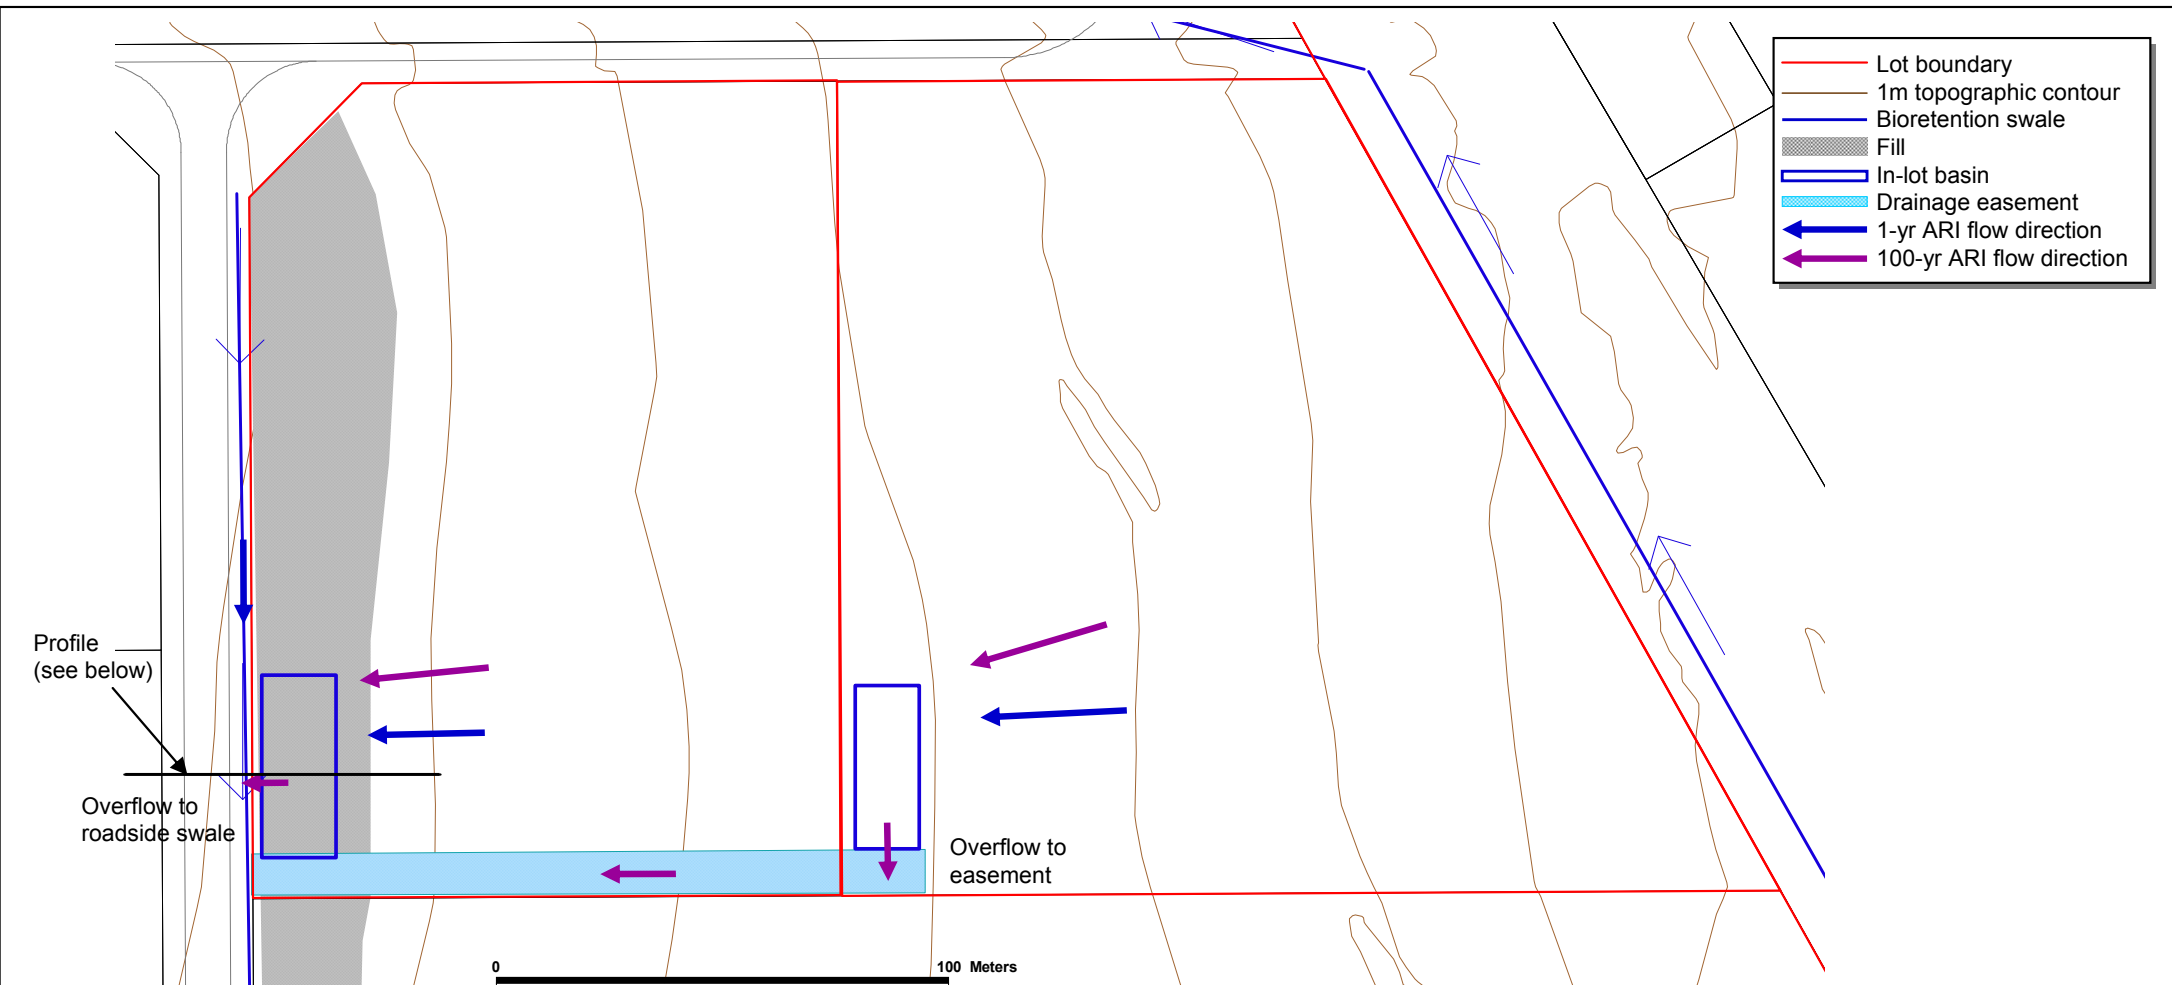 Lot boundary
1m topographic contour
Bioretention swale
Fill
In-lot basin
Drainage easement
1-yr ARI flow direction
100-yr ARI flow direction
Profile
(see below)
Overflow to
roadside swale
Overflow to
easement
0
100 Meters